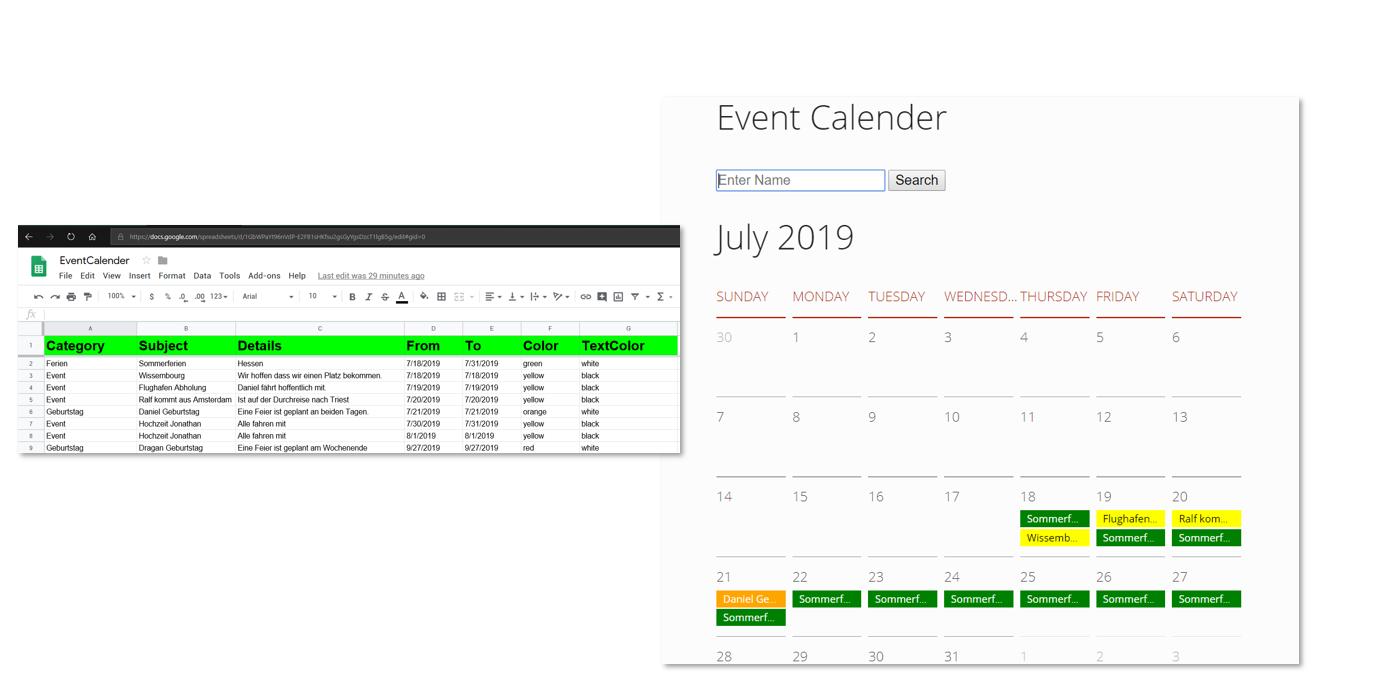 Event Calender
Enter Name Search
July 2019
SUNDAY MONDAY TUESDAY WEDNESD... THURSDAY FRIDAY SATURDAY
30 1 2 3 4 5 6
7 8 9 10 11 12 13
14 15 16 17 18 19 20
Sommerf... Flughafen... Ralf kom...
Wissemb... Sommerf... Sommerf...
21 22 23 24 25 26 27
Daniel Ge... Sommerf... Sommerf... Sommerf... Sommerf... Sommerf... Sommerf...
Sommerf...
28 29 30 31 1 2 3
EventCalender
File Edit View Insert Format Data Tools Add-ons Help Last edit was 29 minutes ago
100% $ % .0 .00 123 Arial 10 B I S A
fx
A B C D E F G
1 Category Subject Details From To Color TextColor
2 Ferien Sommerferien Hessen 7/18/2019 7/31/2019 green white
3 Event Wissembourg Wir hoffen dass wir einen Platz bekommen. 7/18/2019 7/18/2019 yellow black
4 Event Flughafen Abholung Daniel fährt hoffentlich mit. 7/19/2019 7/19/2019 yellow black
5 Event Ralf kommt aus Amsterdam Ist auf der Durchreise nach Triest 7/20/2019 7/20/2019 yellow black
6 Geburtstag Daniel Geburtstag Eine Feier ist geplant an beiden Tagen. 7/21/2019 7/21/2019 orange white
7 Event Hochzeit Jonathan Alle fahren mit 7/30/2019 7/31/2019 yellow black
8 Event Hochzeit Jonathan Alle fahren mit 8/1/2019 8/1/2019 yellow black
9 Geburtstag Dragan Geburtstag Eine Feier ist geplant am Wochenende 9/27/2019 9/27/2019 red white